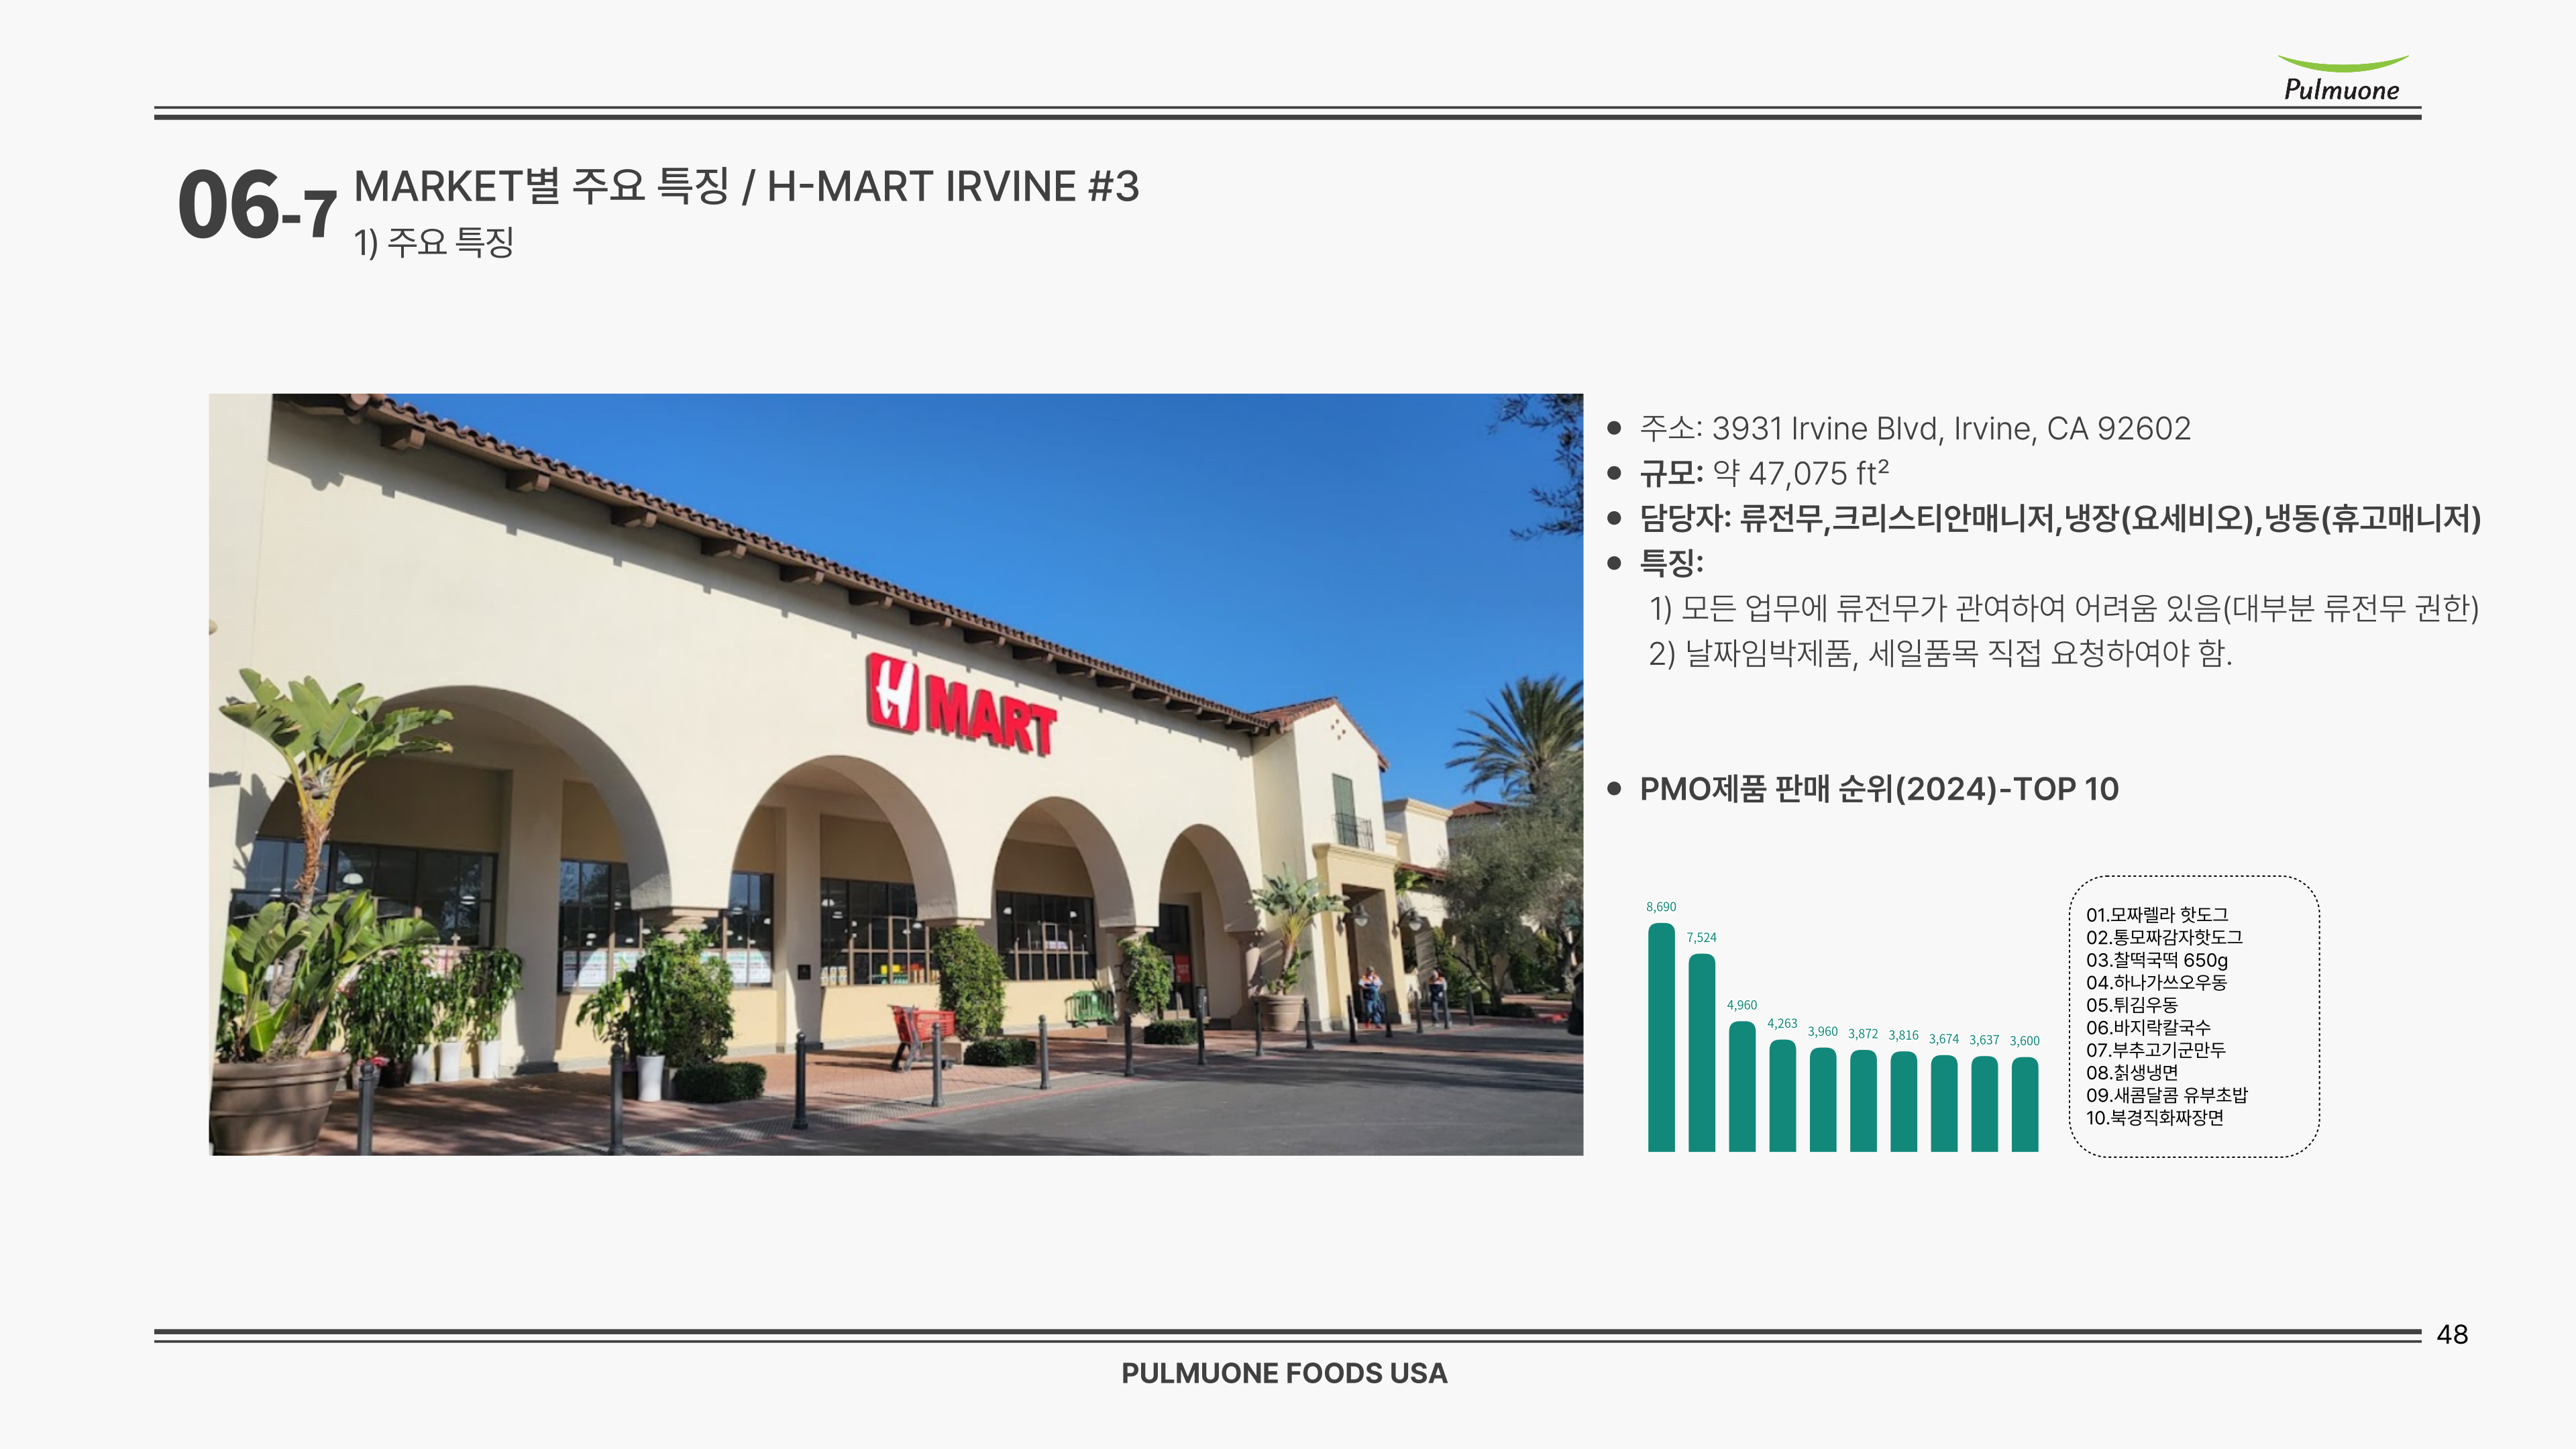 Pulmuone
06-7
MARKET별 주요 특징 / H-MART IRVINE #3
1) 주요 특징
H MART
• 주소: 3931 Irvine Blvd, Irvine, CA 92602
• 규모: 약 47,075 ft²
• 담당자: 류전무,크리스티안매니저,냉장(요세비오),냉동(휴고매니저)
• 특징:
1) 모든 업무에 류전무가 관여하여 어려움 있음(대부분 류전무 권한)
2) 날짜임박제품, 세일품목 직접 요청하여야 함.
• PMO제품 판매 순위(2024)-TOP 10
8,690
7,524
4,960
4,263
3,960
3,872
3,816
3,674
3,637
3,600
01.모짜렐라 핫도그
02.통모짜감자핫도그
03.찰떡국떡 650g
04.하나가쓰오우동
05.튀김우동
06.바지락칼국수
07.부추고기군만두
08.칡생냉면
09.새콤달콤 유부초밥
10.북경직화짜장면
48
PULMUONE FOODS USA